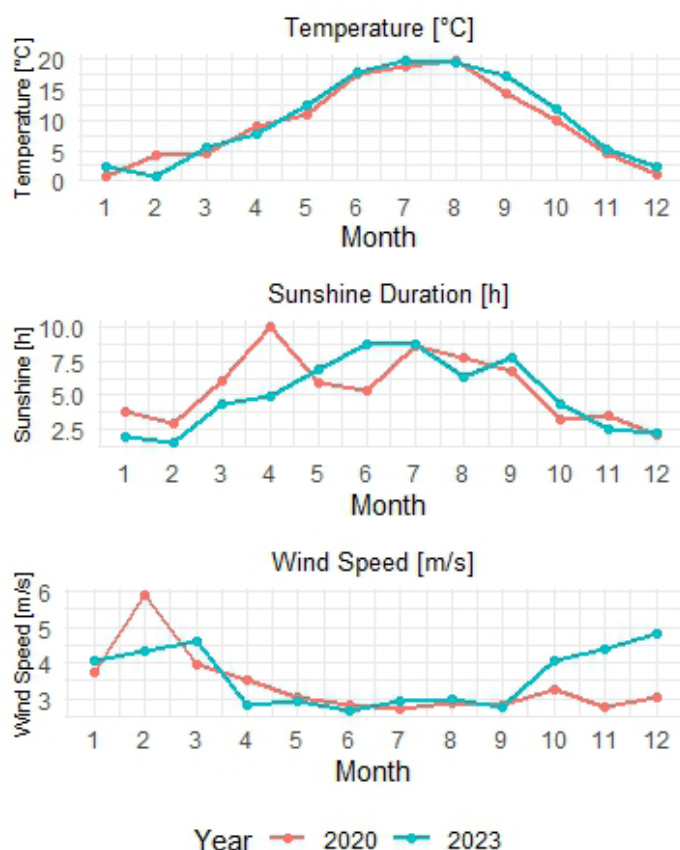 Temperature [°C]
Temperature [°C]
20
15
10
5
0
1 2 3 4 5 6 7 8 9 10 11 12
Month
Sunshine Duration [h]
Sunshine [h]
10.0
7.5
5.0
2.5
1 2 3 4 5 6 7 8 9 10 11 12
Month
Wind Speed [m/s]
Wind Speed [m/s]
6
5
4
3
1 2 3 4 5 6 7 8 9 10 11 12
Month
Year 2020 2023